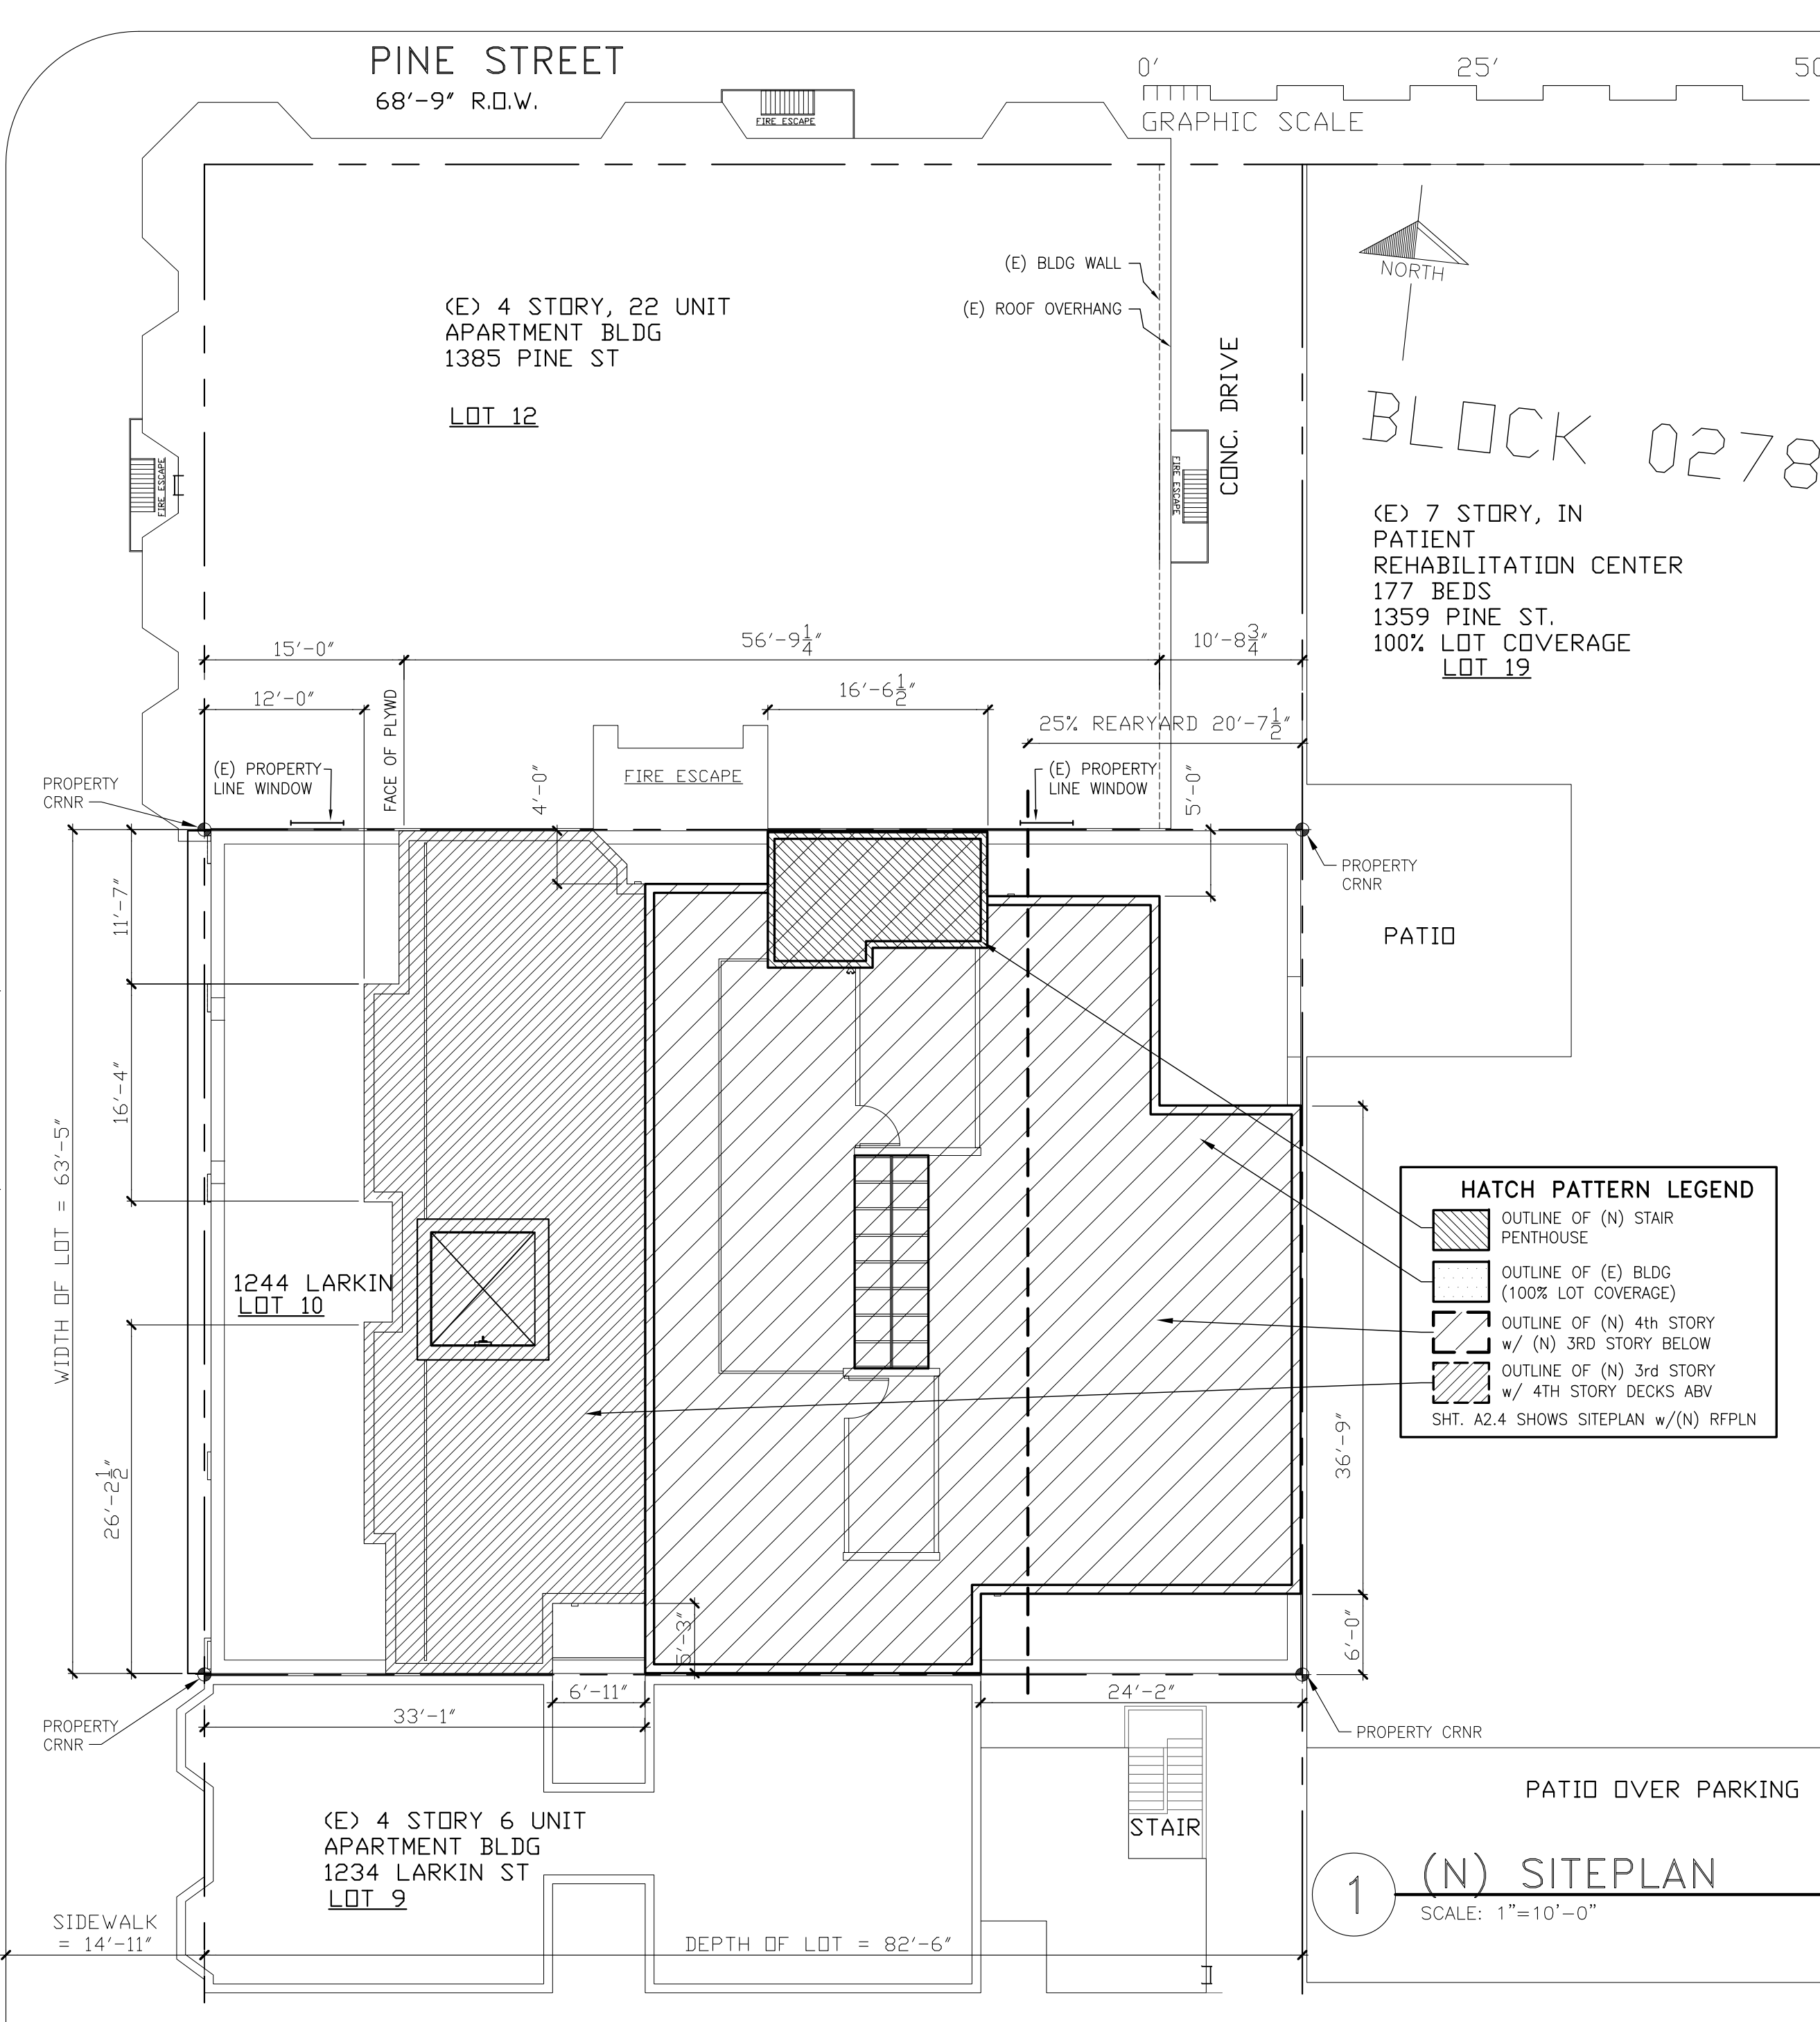 PINE STREET
68'-9" R.O.W.
FIRE ESCAPE
0' 25' 50
GRAPHIC SCALE
NORTH
(E) BLDG WALL
(E) ROOF OVERHANG
CONC. DRIVE
(E) 4 STORY, 22 UNIT
APARTMENT BLDG
1385 PINE ST
LOT 12
BLOCK 0278
FIRE ESCAPE
FIRE ESCAPE
(E) 7 STORY, IN
PATIENT
REHABILITATION CENTER
177 BEDS
1359 PINE ST.
100% LOT COVERAGE
LOT 19
15'-0"
56'-9 1/4"
10'-8 3/4"
12'-0"
FACE OF PLYWD
16'-6 1/2"
25% REARYARD 20'-7 1/2"
(E) PROPERTY
LINE WINDOW
4'-0"
FIRE ESCAPE
(E) PROPERTY
LINE WINDOW
5'-0"
PROPERTY
CRNR
PROPERTY
CRNR
PATIO
11'-7"
16'-4"
WIDTH OF LOT = 63'-5"
26'-2 1/2"
3
1244 LARKIN
LOT 10
HATCH PATTERN LEGEND
OUTLINE OF (N) STAIR
PENTHOUSE
OUTLINE OF (E) BLDG
(100% LOT COVERAGE)
OUTLINE OF (N) 4th STORY
w/ (N) 3RD STORY BELOW
OUTLINE OF (N) 3rd STORY
w/ 4TH STORY DECKS ABV
SHT. A2.4 SHOWS SITEPLAN w/(N) RFPLN
36'-9"
6'-0"
5'-3"
6'-11"
24'-2"
33'-1"
PROPERTY
CRNR
PROPERTY CRNR
PATIO OVER PARKING
STAIR
(E) 4 STORY 6 UNIT
APARTMENT BLDG
1234 LARKIN ST
LOT 9
1
(N) SITEPLAN
SCALE: 1"=10'-0"
SIDEWALK
= 14'-11"
DEPTH OF LOT = 82'-6"